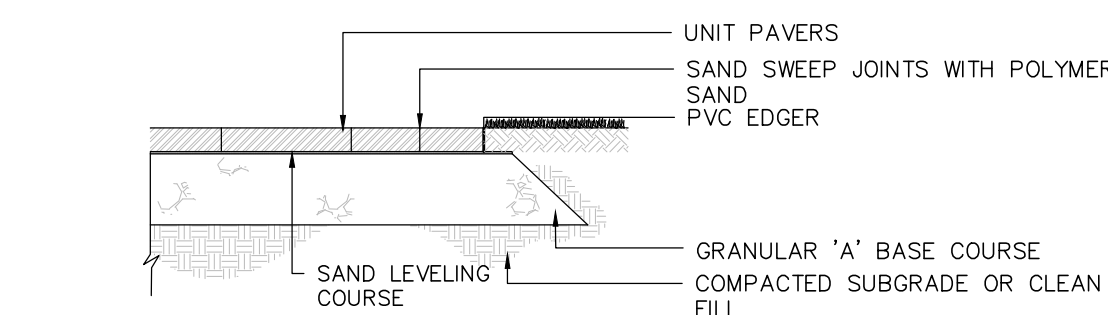 UNIT PAVERS
SAND SWEEP JOINTS WITH POLYMER
SAND
PVC EDGER
GRANULAR 'A' BASE COURSE
SAND LEVELING
COURSE
COMPACTED SUBGRADE OR CLEAN
FILL